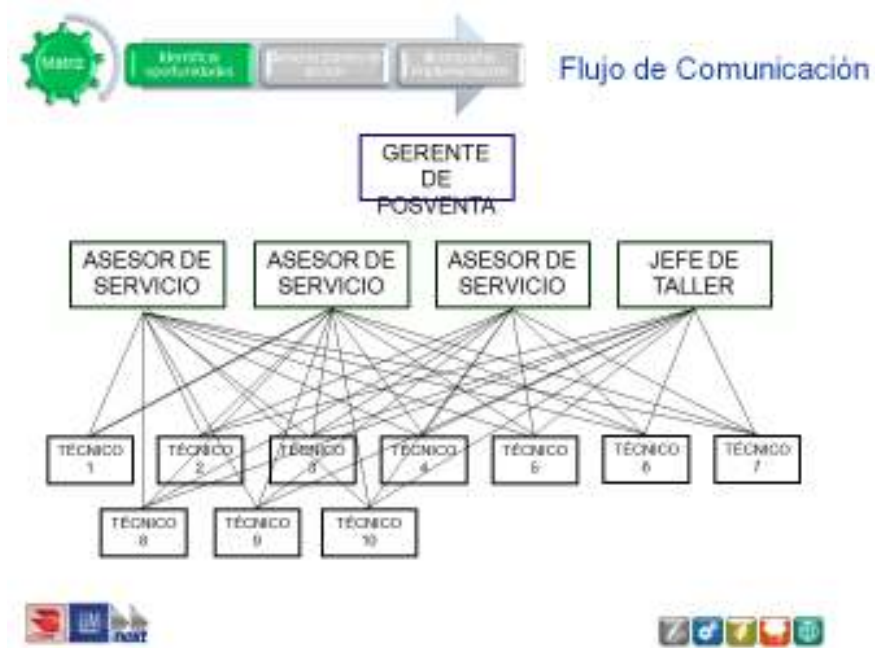 Matriz
Identificar
oportunidades
Flujo de Comunicación
GERENTE
DE
POSVENTA
ASESOR DE
SERVICIO
ASESOR DE
SERVICIO
ASESOR DE
SERVICIO
JEFE DE
TALLER
TÉCNICO
1
TÉCNICO
2
TÉCNICO
3
TÉCNICO
4
TÉCNICO
5
TÉCNICO
6
TÉCNICO
7
TÉCNICO
8
TÉCNICO
9
TÉCNICO
10
GM